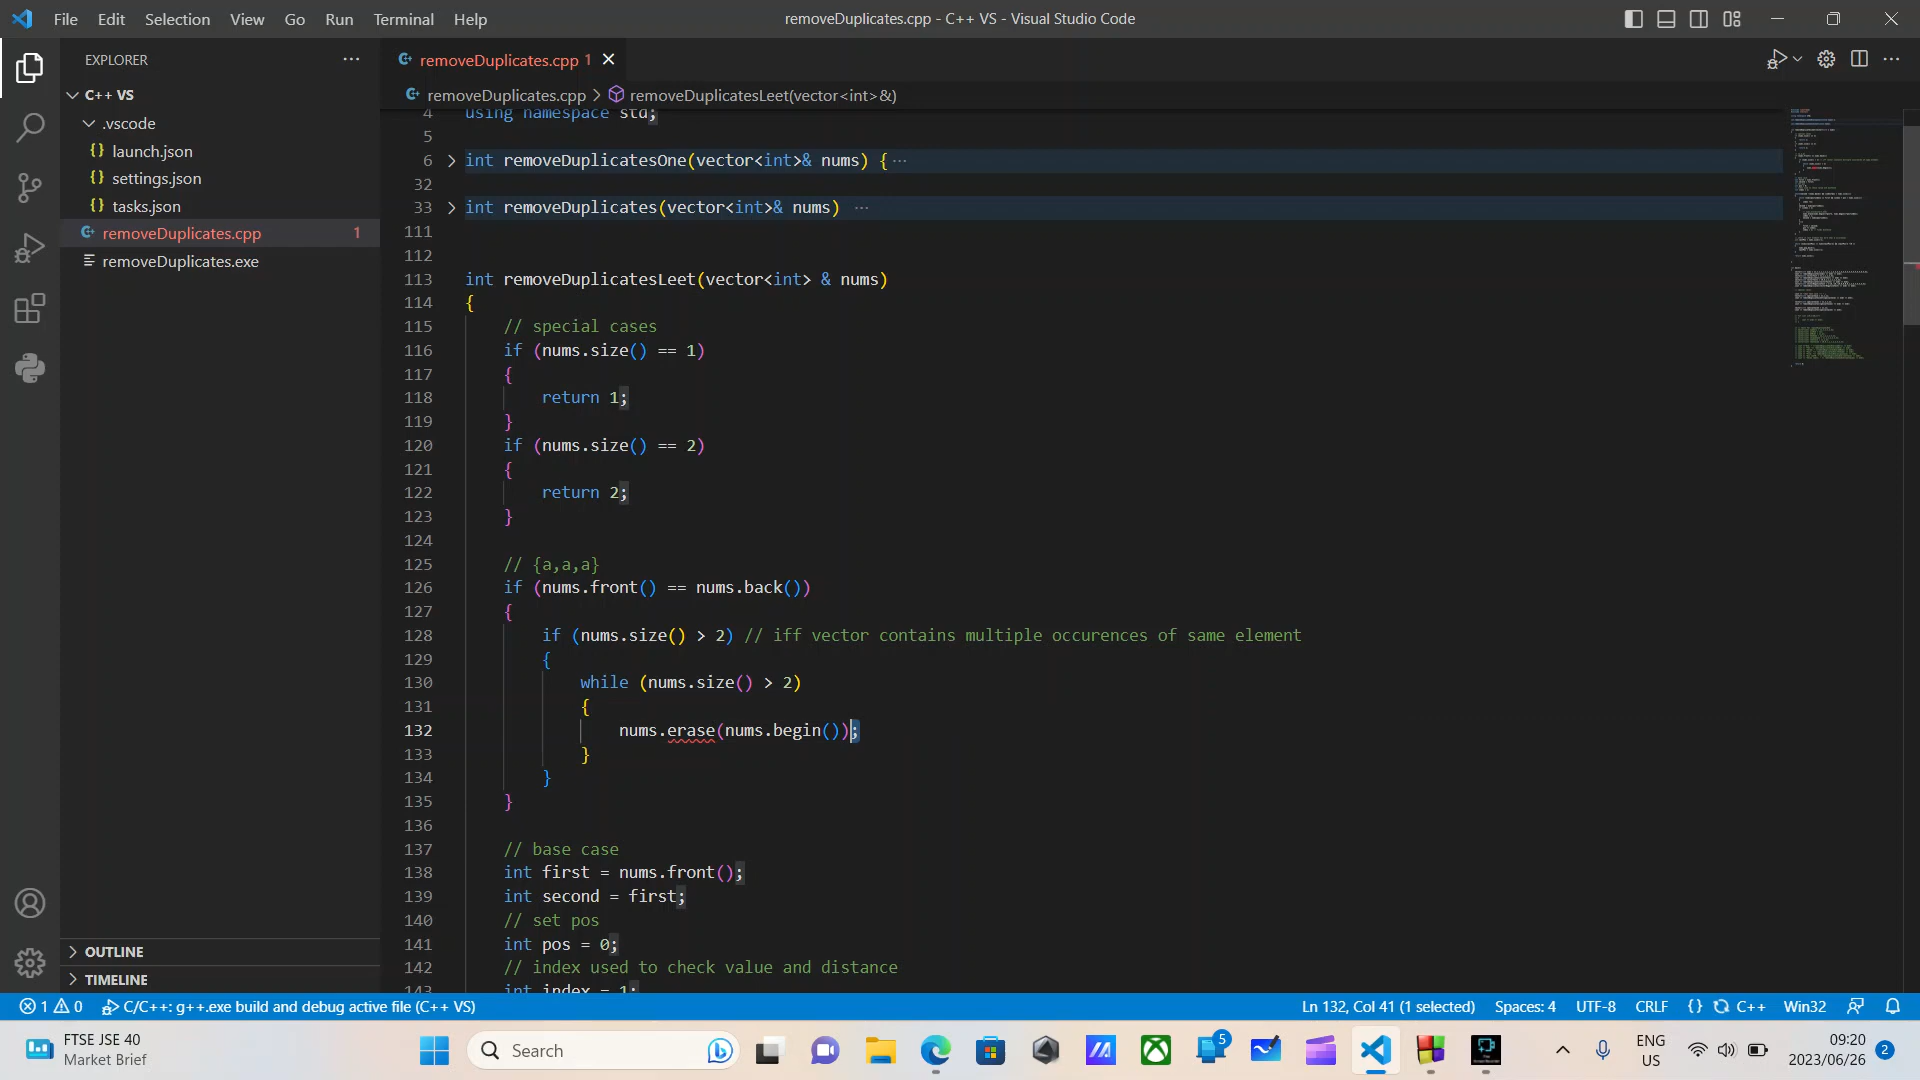 File Edit Selection View Go Run Terminal Help
removeDuplicates.cpp - C++ VS - Visual Studio Code
EXPLORER
C++ VS
.vscode
launch.json
settings.json
tasks.json
removeDuplicates.cpp 1
removeDuplicates.exe
OUTLINE
TIMELINE
removeDuplicates.cpp 1
removeDuplicates.cpp > removeDuplicatesLeet(vector<int>&)
4 using namespace std;
5
6 int removeDuplicatesOne(vector<int>& nums) { ···
32
33 int removeDuplicates(vector<int>& nums) ···
111
112
113 int removeDuplicatesLeet(vector<int> & nums)
114 {
115 // special cases
116 if (nums.size() == 1)
117 {
118 return 1;
119 }
120 if (nums.size() == 2)
121 {
122 return 2;
123 }
124
125 // {a,a,a}
126 if (nums.front() == nums.back())
127 {
128 if (nums.size() > 2) // iff vector contains multiple occurences of same element
129 {
130 while (nums.size() > 2)
131 {
132 nums.erase(nums.begin());
133 }
134 }
135 }
136
137 // base case
138 int first = nums.front();
139 int second = first;
140 // set pos
141 int pos = 0;
142 // index used to check value and distance
143 int index = 1;
1 0 C/C++: g++.exe build and debug active file (C++ VS)
Ln 132, Col 41 (1 selected) Spaces: 4 UTF-8 CRLF {} C++ Win32
FTSE JSE 40
Market Brief
Search
5
ENG
US
09:20
2023/06/26
2